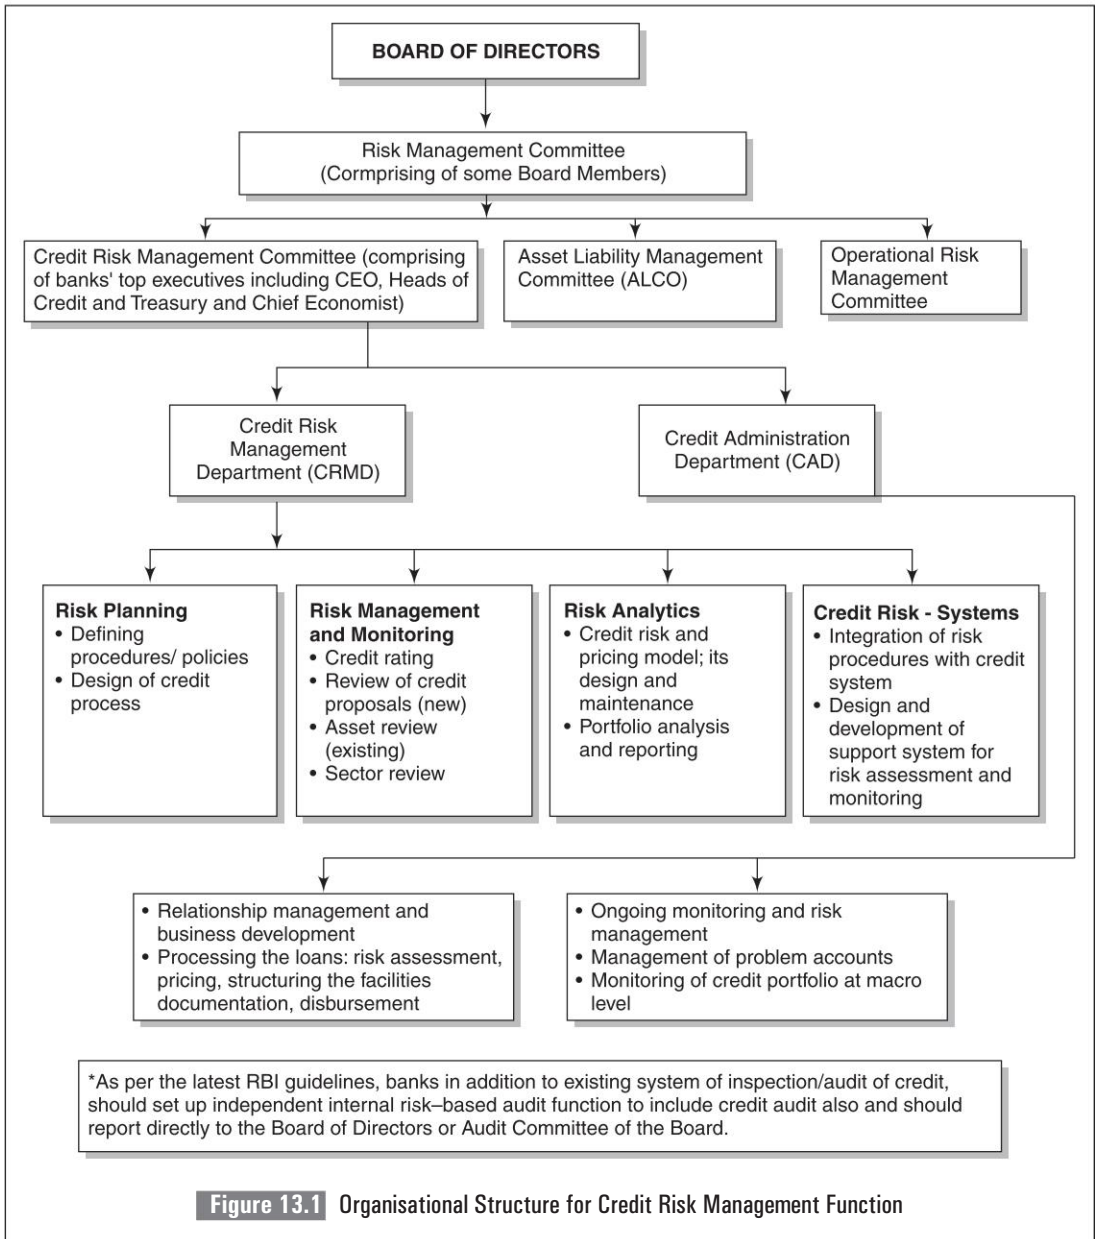 BOARD OF DIRECTORS
Risk Management Committee
(Cormprising of some Board Members)
Credit Risk Management Committee (comprising
of banks' top executives including CEO, Heads of
Credit and Treasury and Chief Economist)
Asset Liability Management
Committee (ALCO)
Operational Risk
Management
Committee
Credit Risk
Management
Department (CRMD)
Credit Administration
Department (CAD)
Risk Planning
• Defining
procedures/ policies
• Design of credit
process
Risk Management
and Monitoring
• Credit rating
• Review of credit
proposals (new)
• Asset review
(existing)
• Sector review
Risk Analytics
• Credit risk and
pricing model; its
design and
maintenance
• Portfolio analysis
and reporting
Credit Risk - Systems
• Integration of risk
procedures with credit
system
• Design and
development of
support system for
risk assessment and
monitoring
• Relationship management and
business development
• Processing the loans: risk assessment,
pricing, structuring the facilities
documentation, disbursement
• Ongoing monitoring and risk
management
• Management of problem accounts
• Monitoring of credit portfolio at macro
level
*As per the latest RBI guidelines, banks in addition to existing system of inspection/audit of credit,
should set up independent internal risk–based audit function to include credit audit also and should
report directly to the Board of Directors or Audit Committee of the Board.
Figure 13.1 Organisational Structure for Credit Risk Management Function